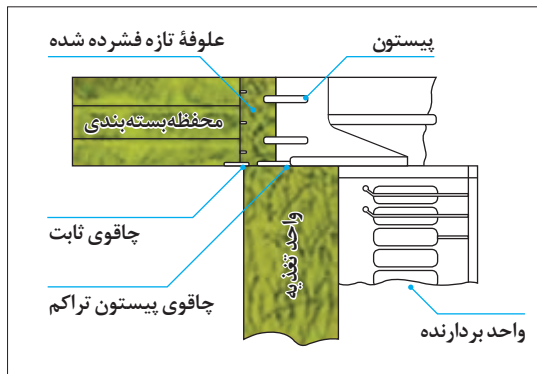 پیستون
علوفهٔ تازه فشرده شده
محفظه‌بسته‌بندی
چاقوی ثابت
واحد تغذیه
چاقوی پیستون تراکم
واحد بردارنده